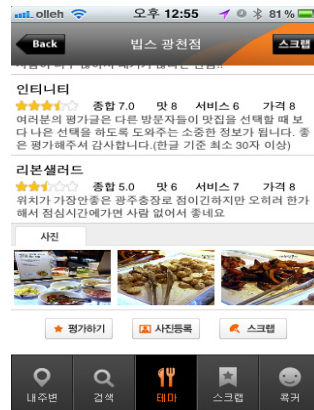 olleh 오후 12:55 81%
Back 빕스 광천점 스크랩
인티니티
종합 7.0 맛 8 서비스 6 가격 8
여러분의 평가글은 다른 방문자들이 맛집을 선택할 때 보
다 나은 선택을 하도록 도와주는 소중한 정보가 됩니다. 좋
은 평가해주셔 감사합니다.(한글 기준 최소 30자 이상)
리본샐러드
종합 5.0 맛 6 서비스 7 가격 8
위치가 가장안좋은 광주충장로 점이긴하지만 오히려 한가
해서 점심시간에가면 사람 없어서 좋네요
사진
평가하기 사진등록 스크랩
내주변 검색 테마 스크랩 콕커